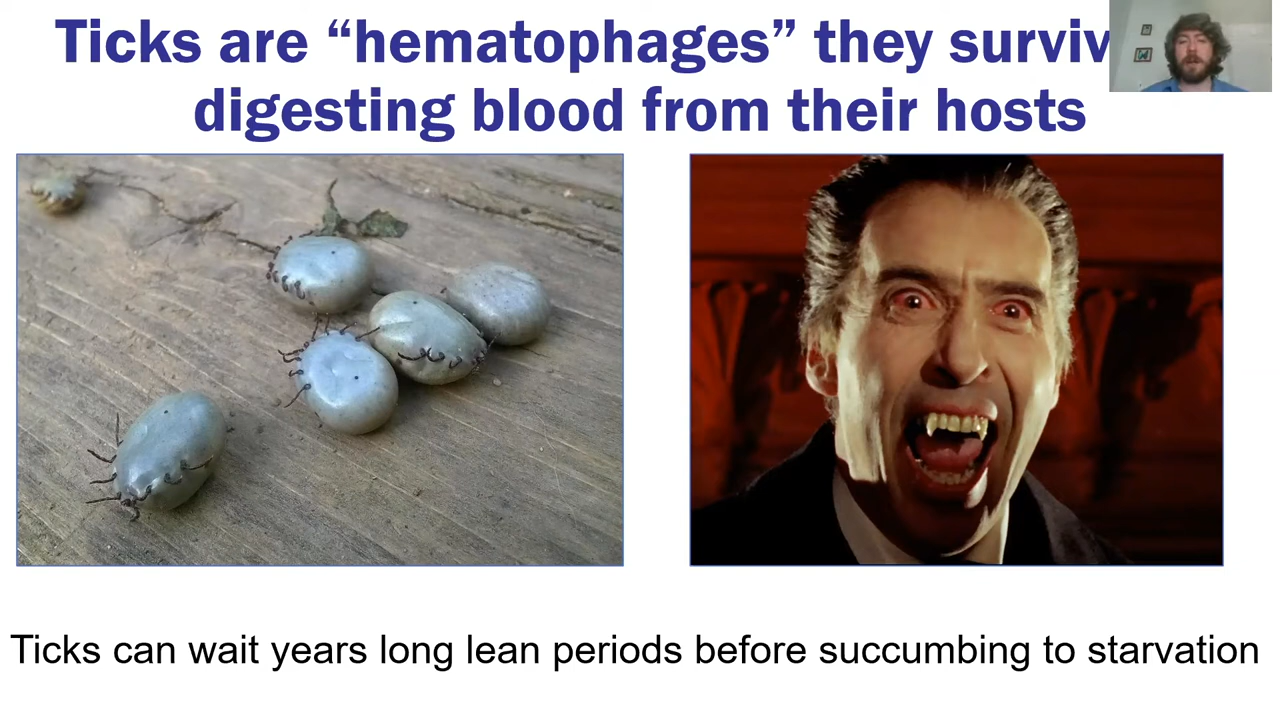 Ticks are “hematophages” they surviv
digesting blood from their hosts
Ticks can wait years long lean periods before succumbing to starvation